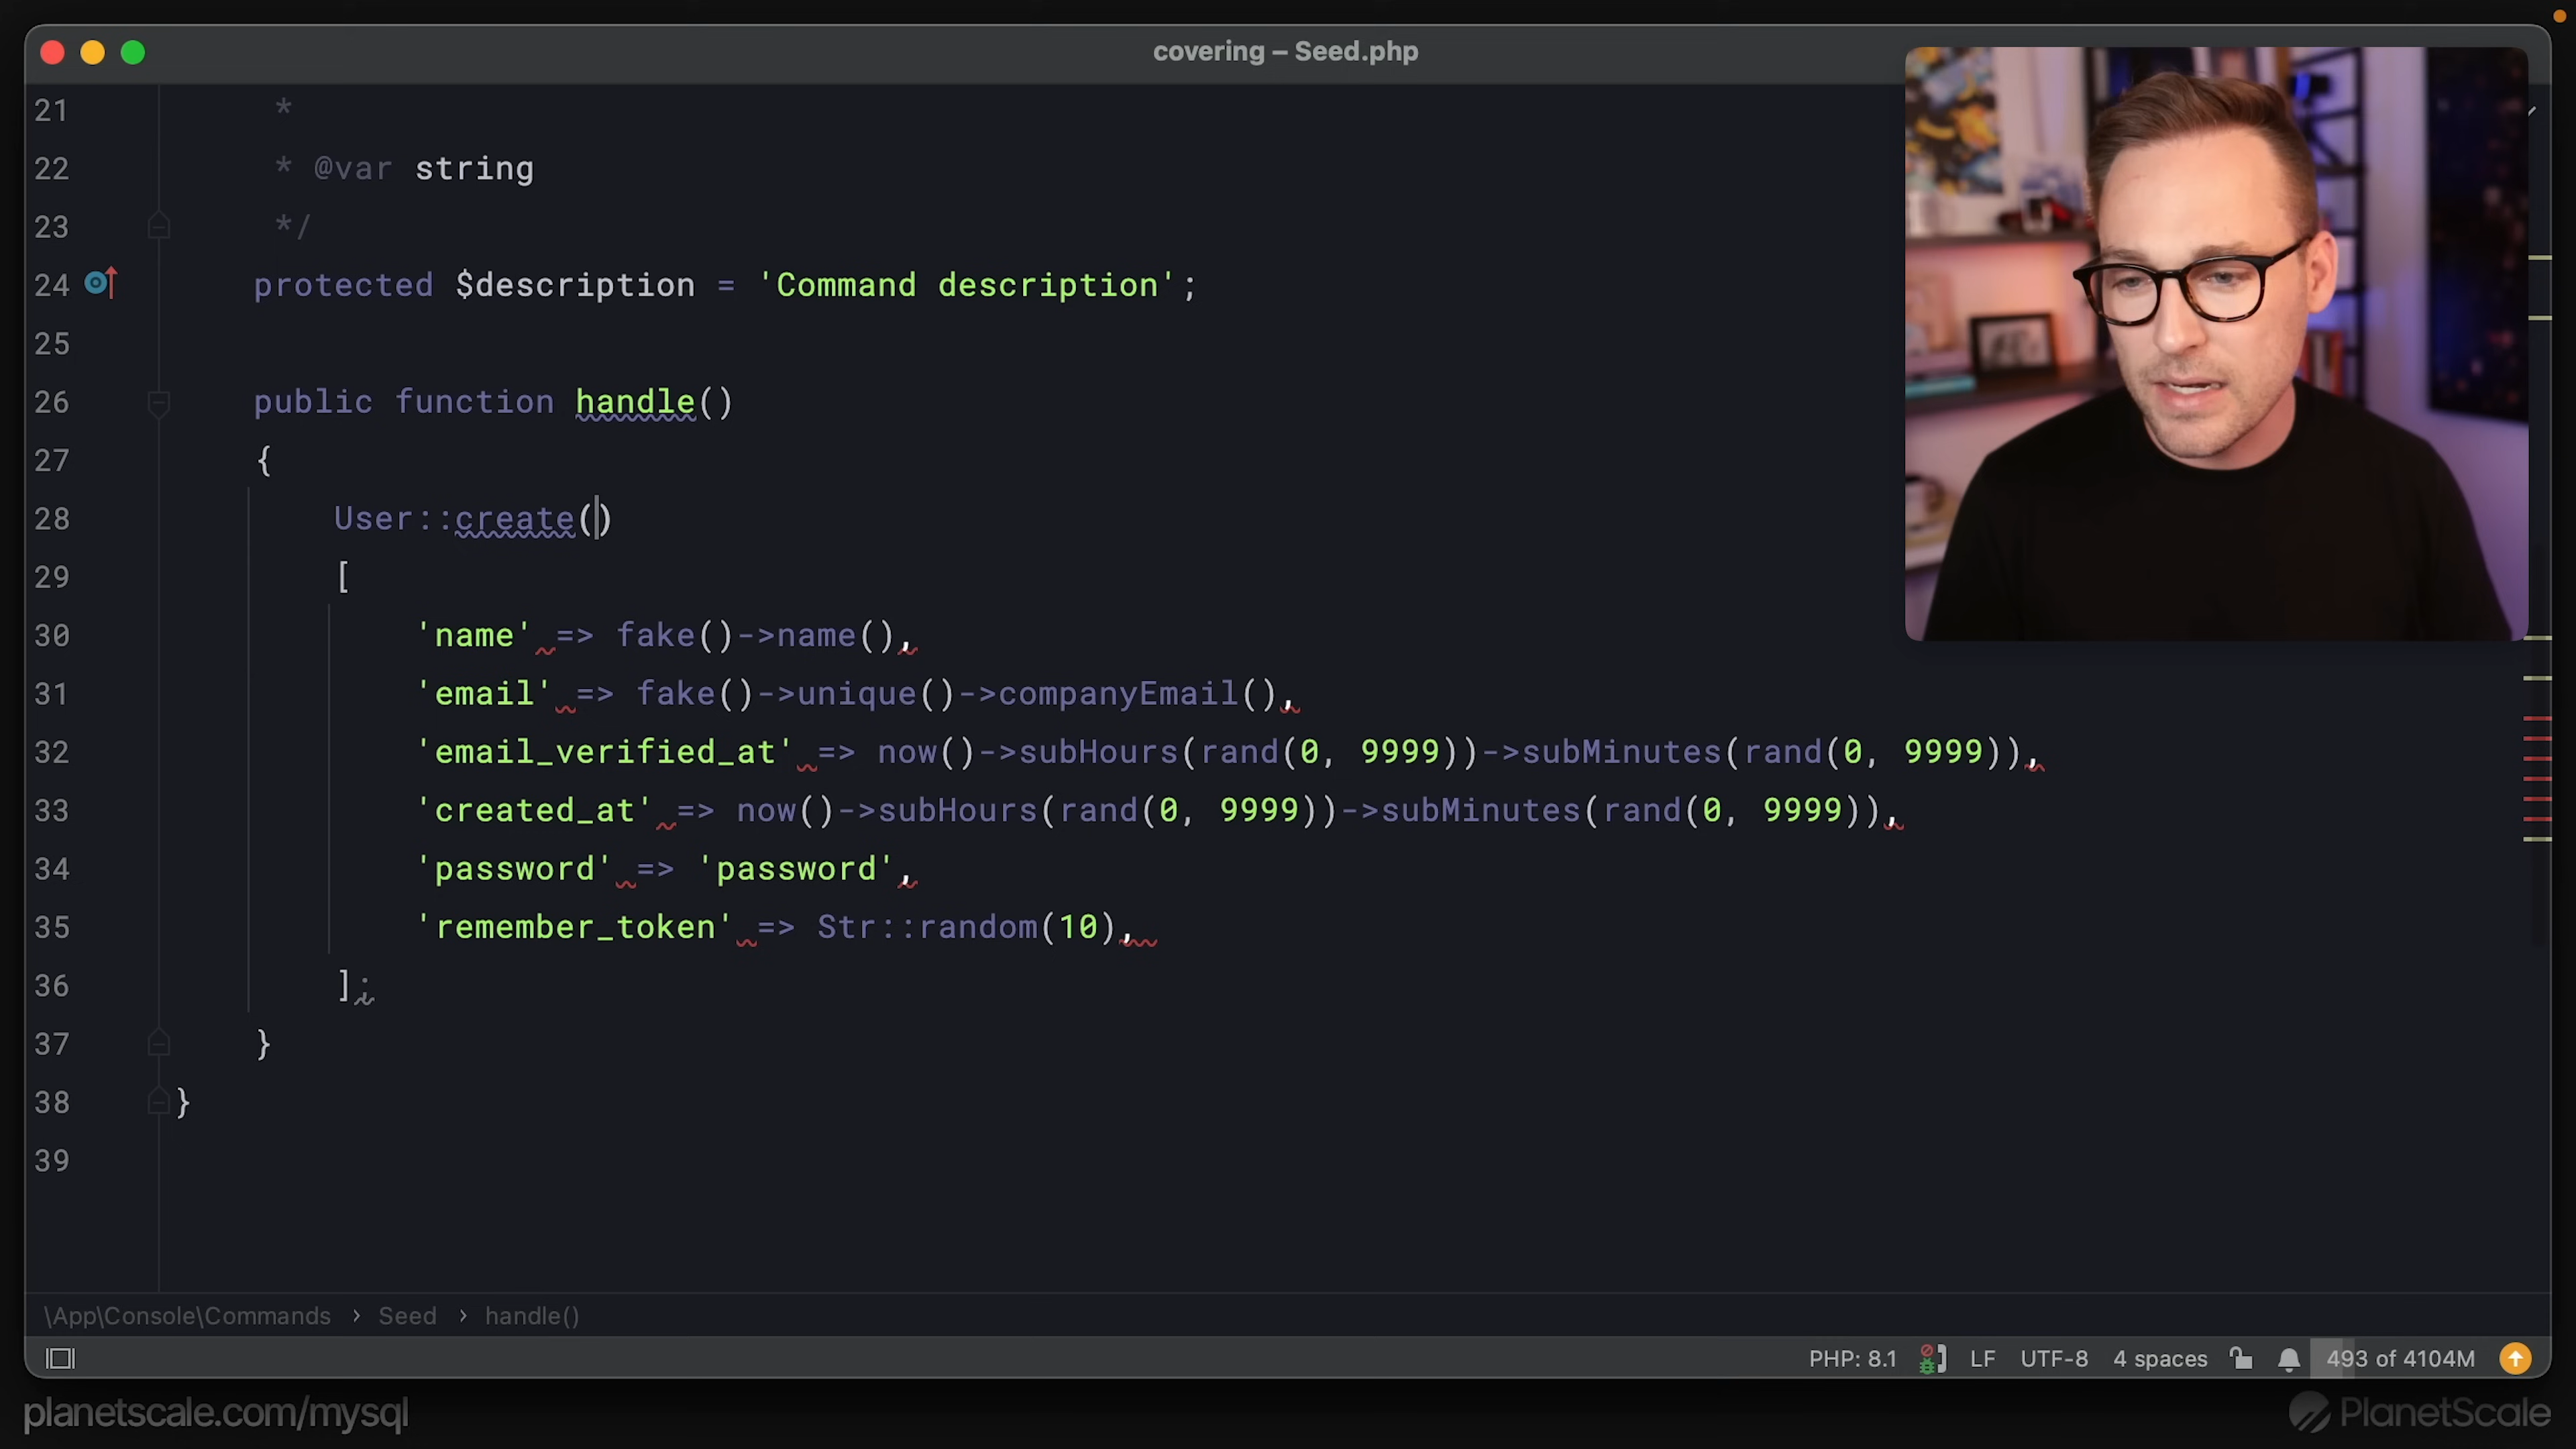 covering – Seed.php
21 *
22 * @var string
23 */
24 protected $description = 'Command description';
25
26 public function handle()
27 {
28 User::create()
29 [
30 'name' => fake()->name(),
31 'email' => fake()->unique()->companyEmail(),
32 'email_verified_at' => now()->subHours(rand(0, 9999))->subMinutes(rand(0, 9999)),
33 'created_at' => now()->subHours(rand(0, 9999))->subMinutes(rand(0, 9999)),
34 'password' => 'password',
35 'remember_token' => Str::random(10),
36 ];
37 }
38 }
39
\App\Console\Commands › Seed › handle()
PHP: 8.1 LF UTF-8 4 spaces 493 of 4104M
planetscale.com/mysql
PlanetScale